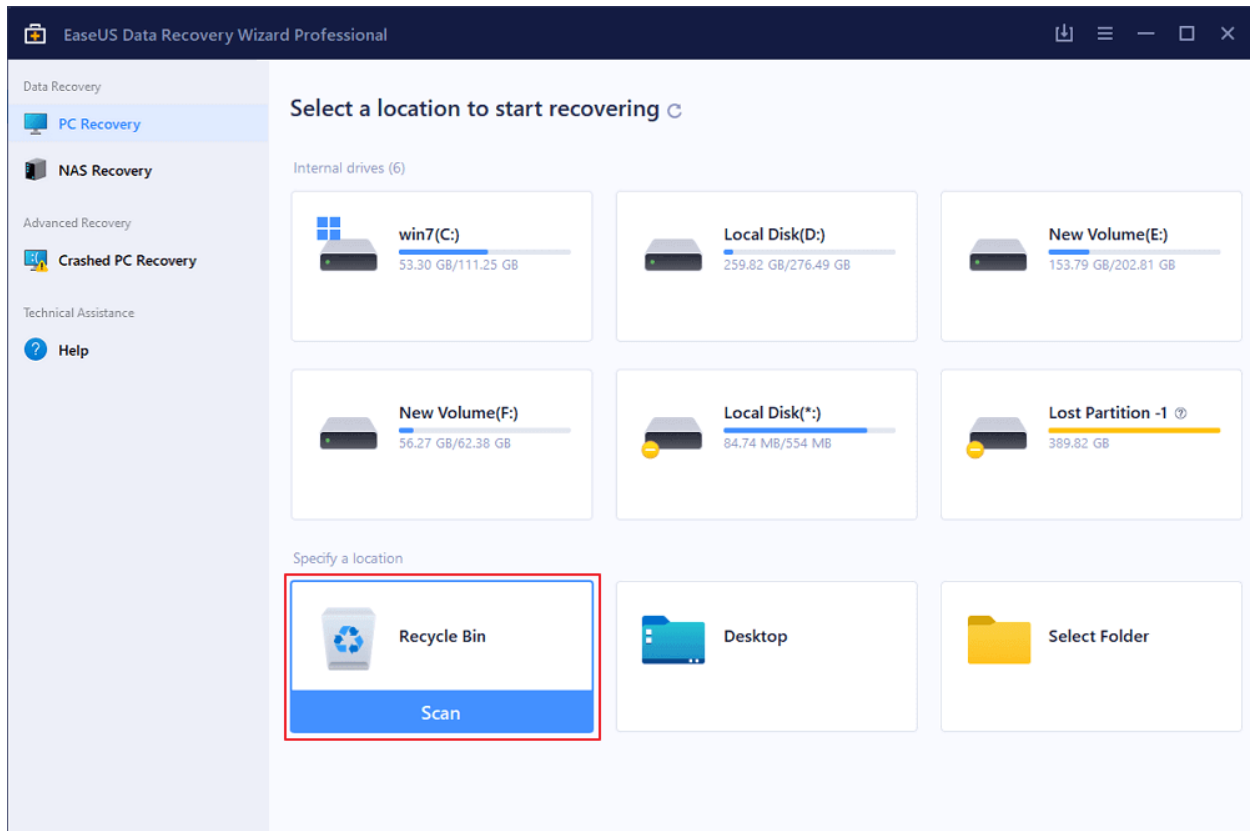 EaseUS Data Recovery Wizard Professional
Data Recovery
PC Recovery
NAS Recovery
Advanced Recovery
Crashed PC Recovery
Technical Assistance
Help
Select a location to start recovering
Internal drives (6)
win7(C:)
53.30 GB/111.25 GB
Local Disk(D:)
259.82 GB/276.49 GB
New Volume(E:)
153.79 GB/202.81 GB
New Volume(F:)
56.27 GB/62.38 GB
Local Disk(*:)
84.74 MB/554 MB
Lost Partition -1
389.82 GB
Specify a location
Recycle Bin
Scan
Desktop
Select Folder